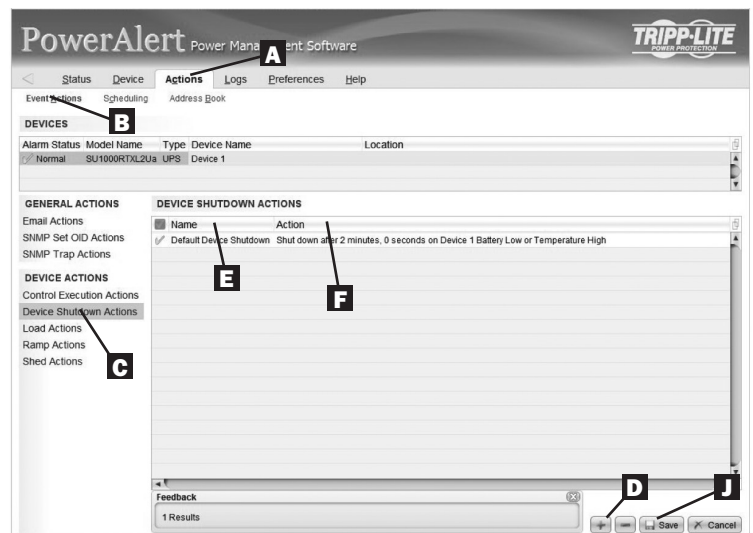 PowerAlert Power Management Software
TRIPP·LITE
POWER PROTECTION
A
Status Device Actions Logs Preferences Help
Event Actions Scheduling Address Book
B
DEVICES
Alarm Status Model Name Type Device Name Location
Normal SU1000RTXL2Ua UPS Device 1
GENERAL ACTIONS
Email Actions
SNMP Set OID Actions
SNMP Trap Actions
DEVICE ACTIONS
Control Execution Actions
Device Shutdown Actions
Load Actions
Ramp Actions
Shed Actions
C
DEVICE SHUTDOWN ACTIONS
Name Action
Default Device Shutdown Shut down after 2 minutes, 0 seconds on Device 1 Battery Low or Temperature High
E
F
D
J
Feedback
1 Results
Save Cancel